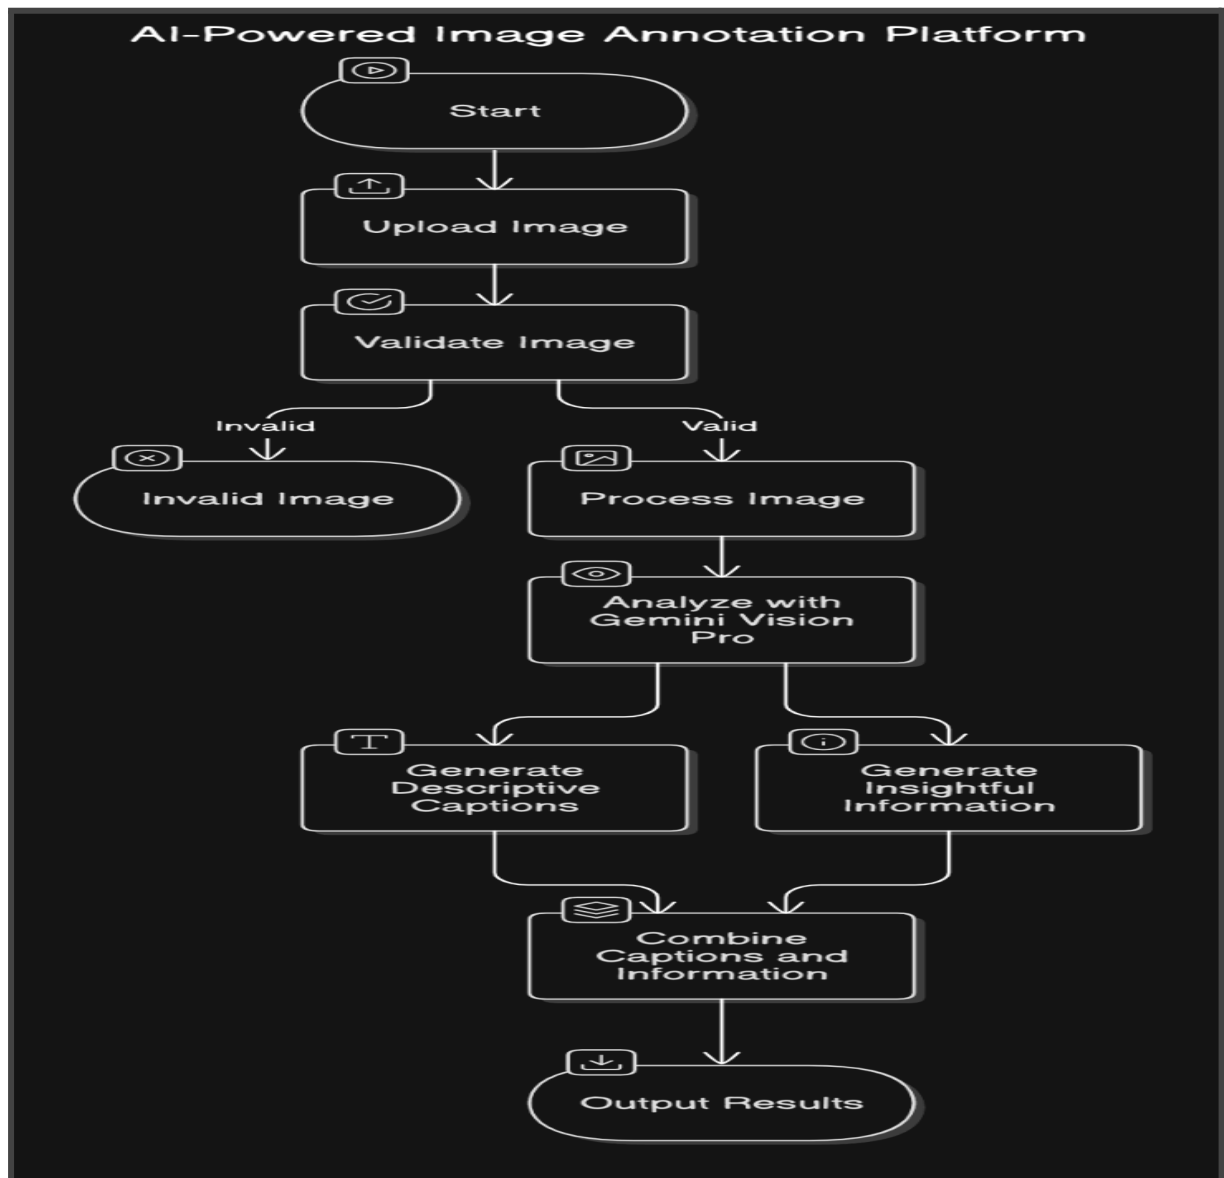 AI-Powered Image Annotation Platform
Start
Upload Image
Validate Image
Invalid
Valid
Invalid Image
Process Image
Analyze with
Gemini Vision
Pro
Generate
Descriptive
Captions
Generate
Insightful
Information
Combine
Captions and
Information
Output Results